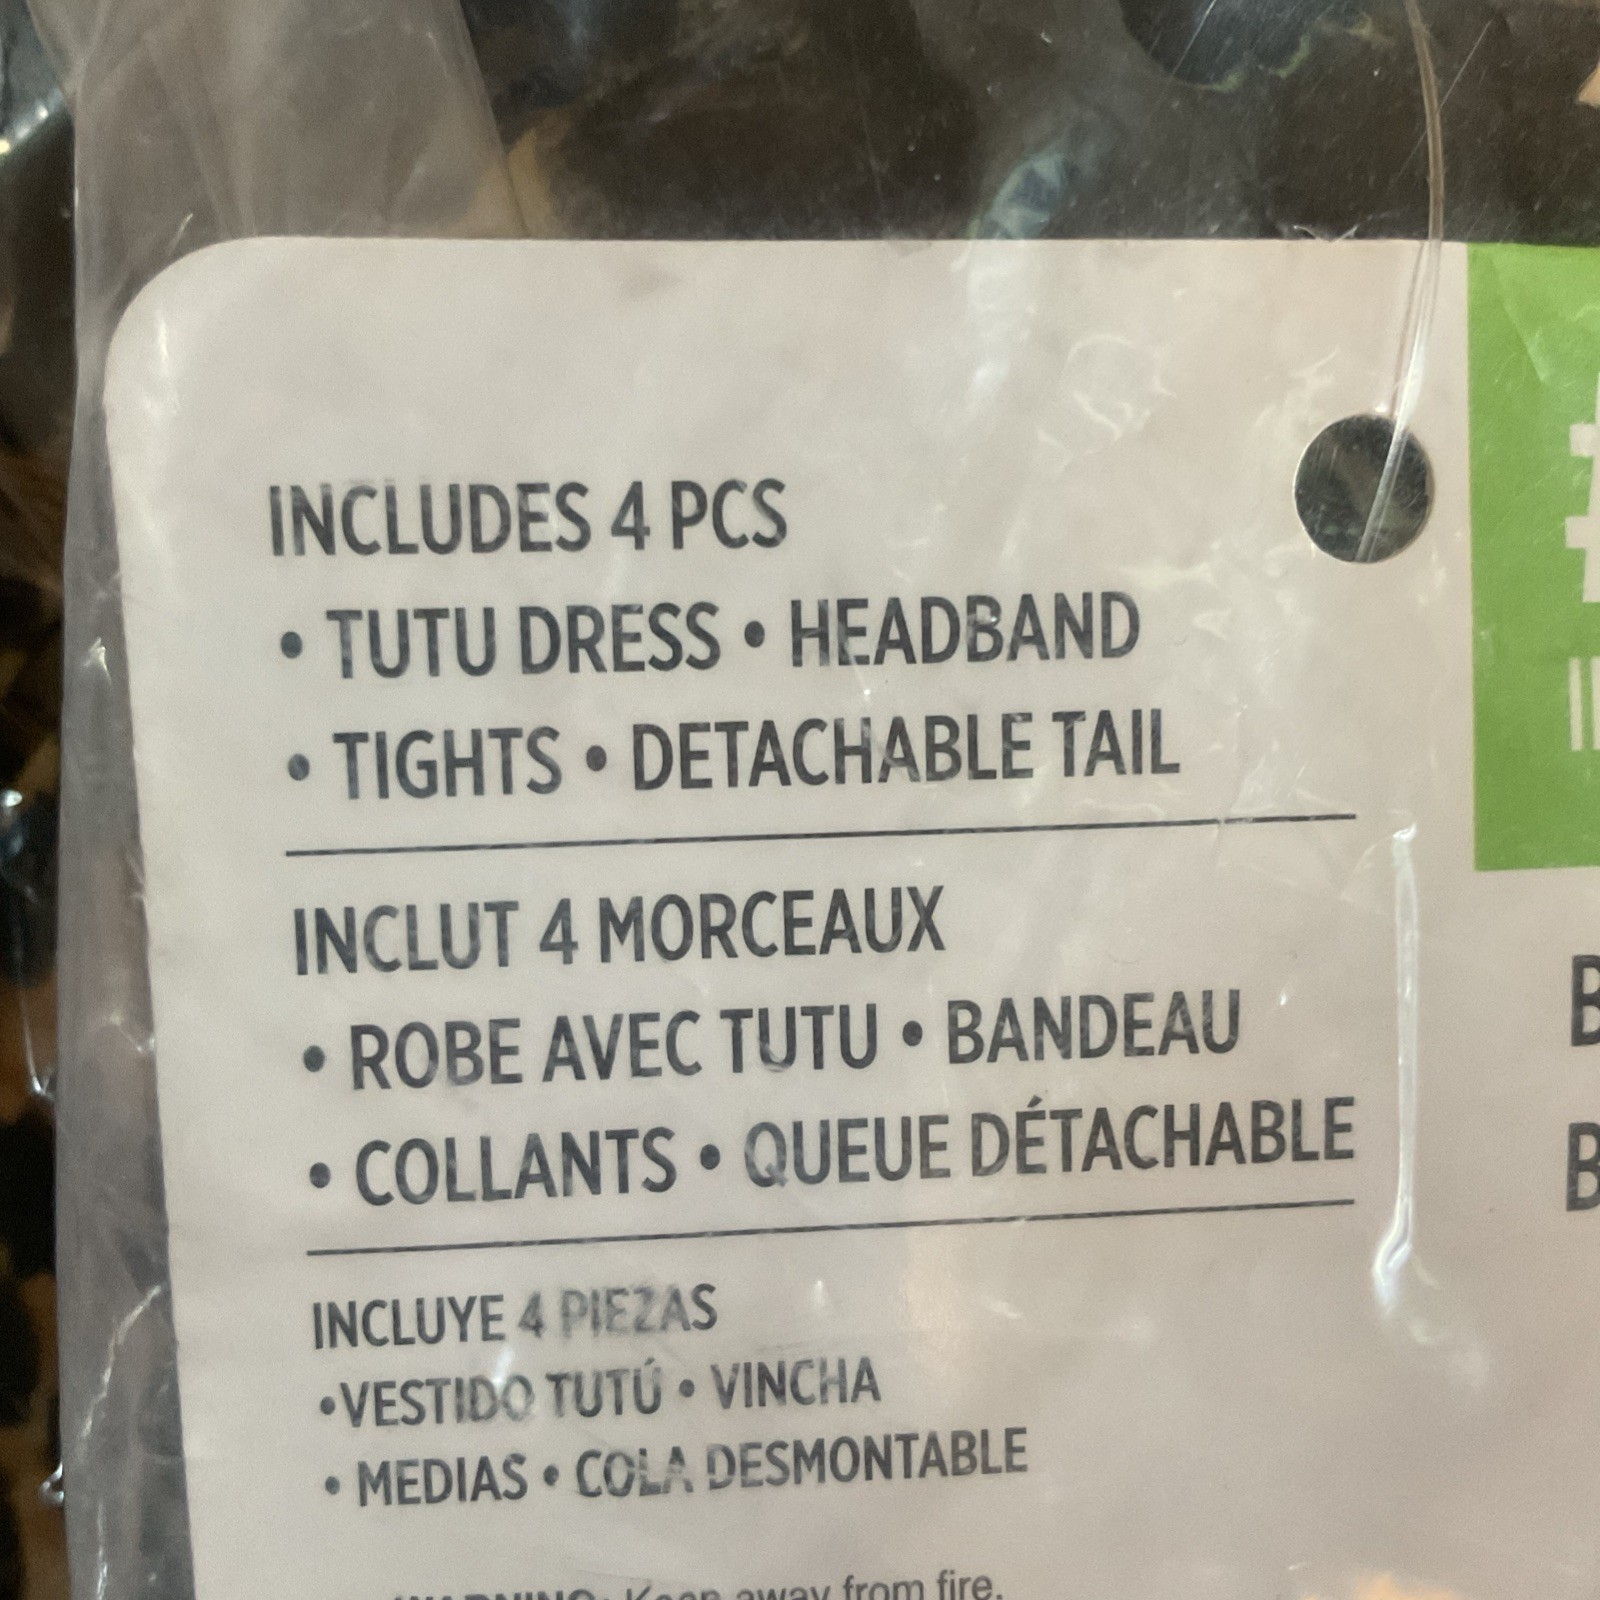 INCLUDES 4 PCS
• TUTU DRESS • HEADBAND
• TIGHTS • DETACHABLE TAIL
INCLUT 4 MORCEAUX
• ROBE AVEC TUTU • BANDEAU
• COLLANTS • QUEUE DÉTACHABLE
INCLUYE 4 PIEZAS
•VESTIDO TUTÚ • VINCHA
• MEDIAS • COLA DESMONTABLE
WARNING: Keep away from fire.
B
B